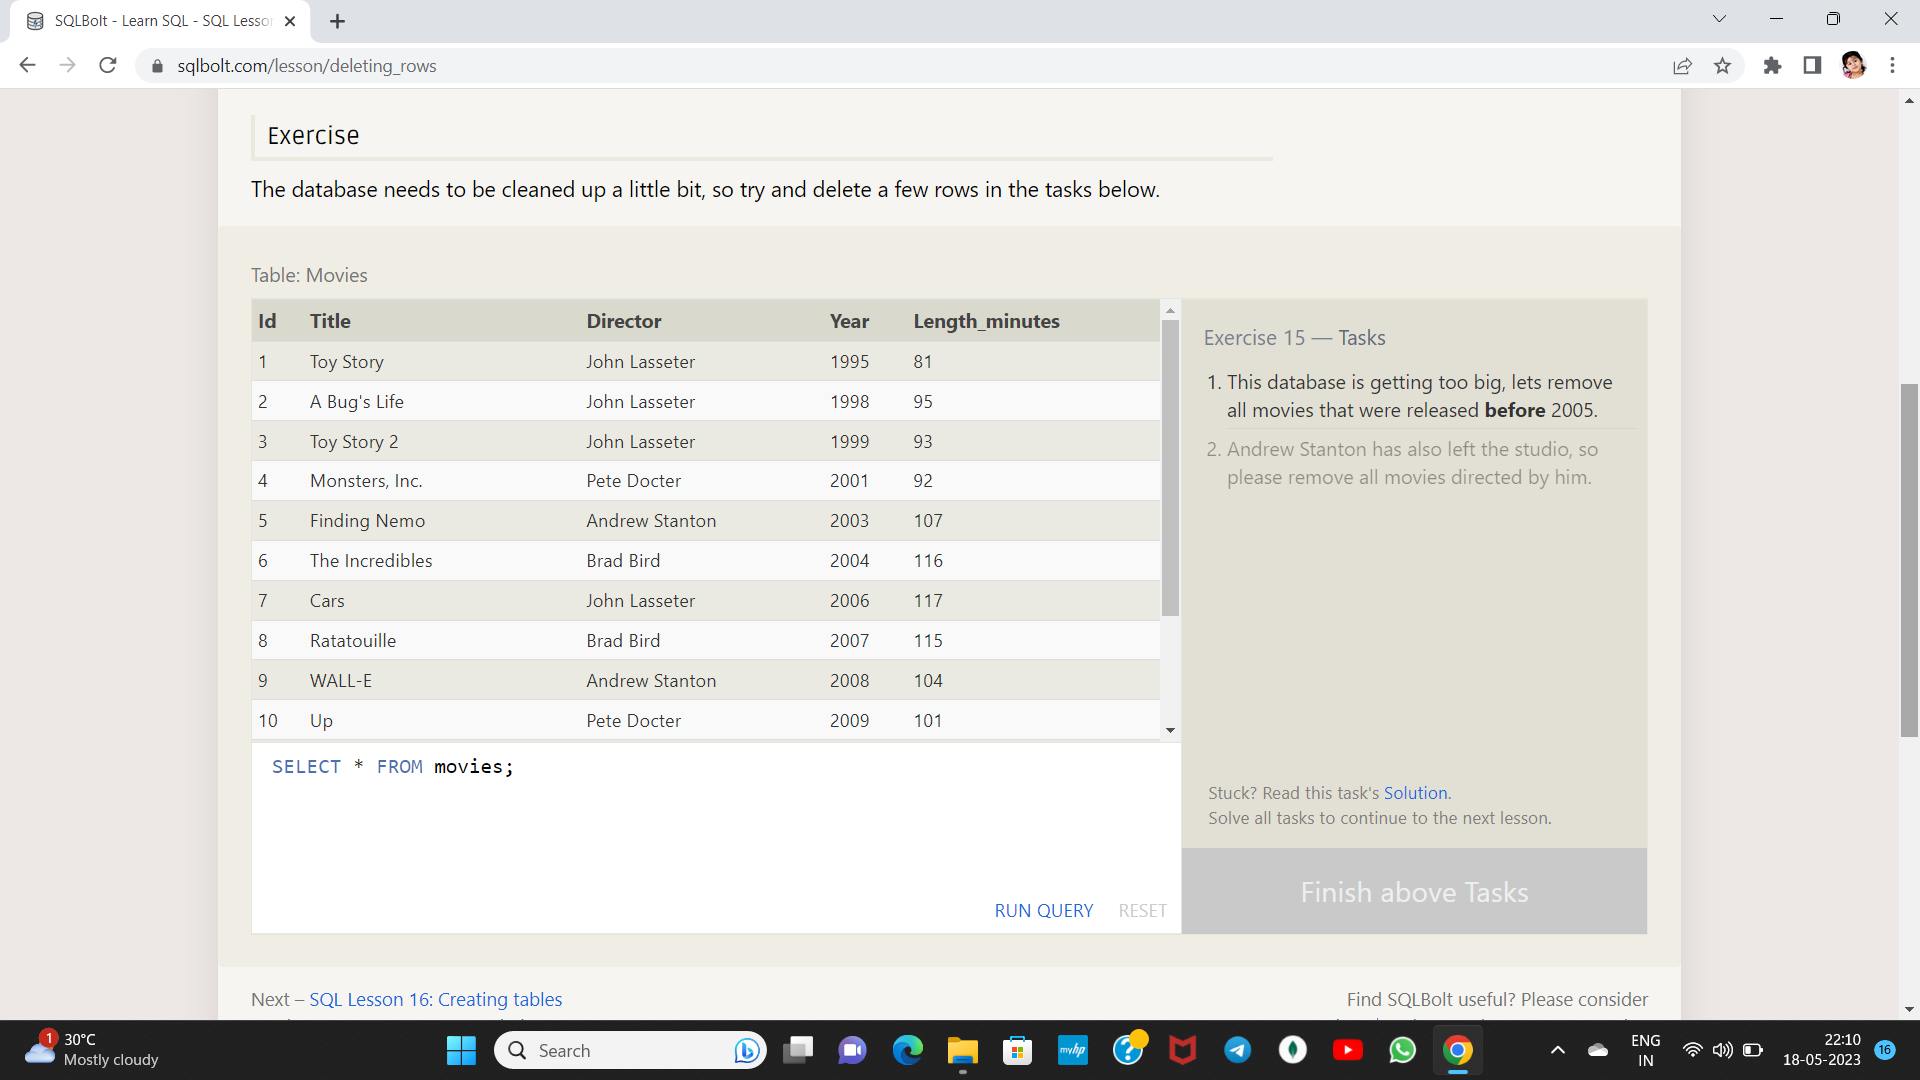 SQLBolt - Learn SQL - SQL Lesso
sqlbolt.com/lesson/deleting_rows
Exercise
The database needs to be cleaned up a little bit, so try and delete a few rows in the tasks below.
Table: Movies
Id Title Director Year Length_minutes
1 Toy Story John Lasseter 1995 81
2 A Bug's Life John Lasseter 1998 95
3 Toy Story 2 John Lasseter 1999 93
4 Monsters, Inc. Pete Docter 2001 92
5 Finding Nemo Andrew Stanton 2003 107
6 The Incredibles Brad Bird 2004 116
7 Cars John Lasseter 2006 117
8 Ratatouille Brad Bird 2007 115
9 WALL-E Andrew Stanton 2008 104
10 Up Pete Docter 2009 101
SELECT * FROM movies;
RUN QUERY RESET
Exercise 15 — Tasks
1. This database is getting too big, lets remove
all movies that were released before 2005.
2. Andrew Stanton has also left the studio, so
please remove all movies directed by him.
Stuck? Read this task's Solution.
Solve all tasks to continue to the next lesson.
Finish above Tasks
Next – SQL Lesson 16: Creating tables
Find SQLBolt useful? Please consider
1
30°C
Mostly cloudy
Search
myhp
ENG
IN
22:10
18-05-2023
16